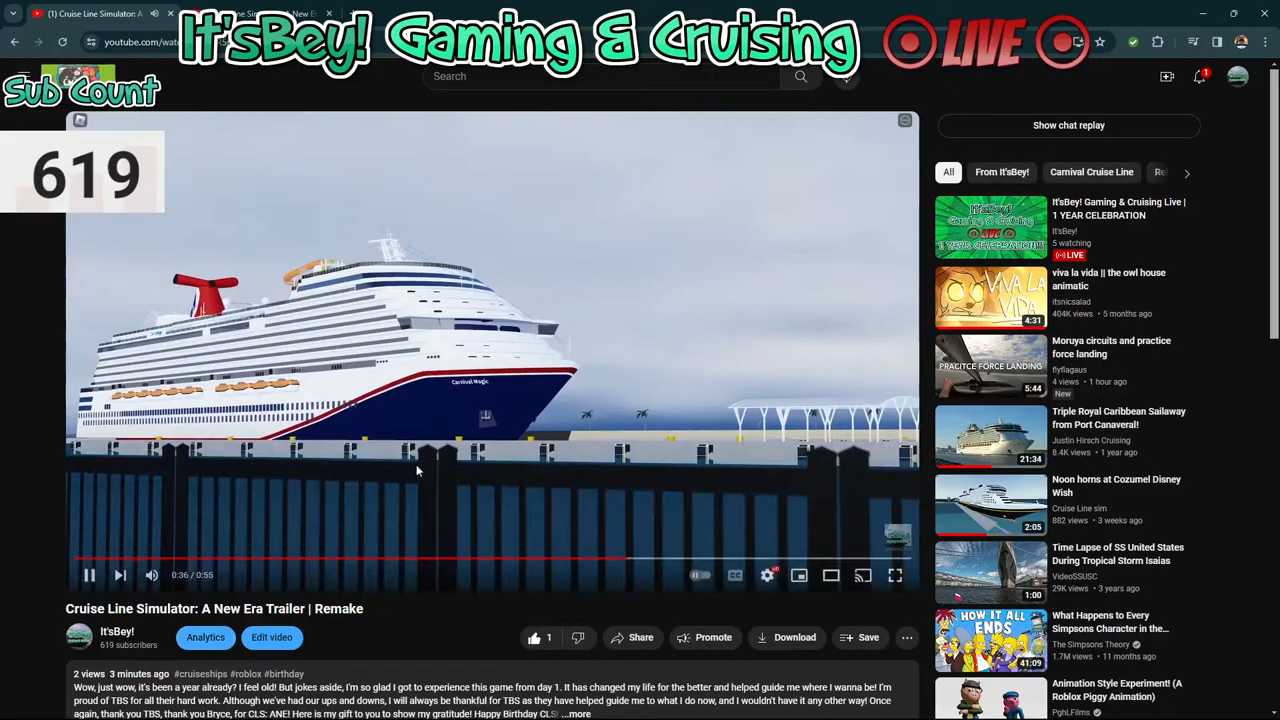 (1) Cruise Line Simulator: A
youtube.com/wat
It'sBey! Gaming & Cruising LIVE
Sub Count
619
Search
1
Carnival Magic
0:36 / 0:55
Cruise Line Simulator: A New Era Trailer | Remake
It'sBey!
619 subscribers
Analytics
Edit video
1
Share
Promote
Download
Save
2 views 3 minutes ago #cruiseships #roblox #birthday
Wow, just wow, it's been a year already? I feel old! But jokes aside, I'm so glad I got to experience this game from day 1. It has changed my life for the better and helped guide me where I wanna be! I'm
proud of TBS for all their hard work. Although we've had our ups and downs, I will always be thankful for TBS as they have helped guide me to what I do now, and I wouldn't have it any other way! Once
again, thank you TBS, thank you Bryce, for CLS: ANE! Here is my gift to you to show my gratitude! Happy Birthday CLS! ...more
Show chat replay
All
From It'sBey!
Carnival Cruise Line
Re
It'sBey! Gaming & Cruising Live |
1 YEAR CELEBRATION
It'sBey!
5 watching
LIVE
VIVA LA VIDA
4:31
viva la vida || the owl house
animatic
itsnicsalad
404K views • 5 months ago
PRACITCE FORCE LANDING
5:44
Moruya circuits and practice
force landing
flyflagaus
4 views • 1 hour ago
New
21:34
Triple Royal Caribbean Sailaway
from Port Canaveral!
Justin Hirsch Cruising
8.4K views • 1 year ago
2:05
Noon horns at Cozumel Disney
Wish
Cruise Line sim
882 views • 3 weeks ago
1:00
Time Lapse of SS United States
During Tropical Storm Isaias
VideoSSUSC
29K views • 3 years ago
HOW IT ALL ENDS
41:09
What Happens to Every
Simpsons Character in the...
The Simpsons Theory
1.7M views • 11 months ago
Animation Style Experiment! (A
Roblox Piggy Animation)
PghLFilms